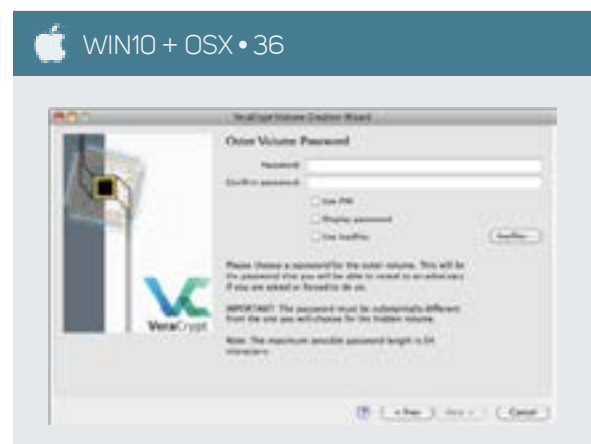 WIN10 + OSX • 36
VeraCrypt Volume Creation Wizard
Outer Volume Password
Password:
Confirm password:
Use PIM
Display password
Use keyfiles
Keyfiles...
Please choose a password for the outer volume. This will be
the password that you will be able to reveal to an adversary
if you are asked or forced to do so.
IMPORTANT: The password must be substantially different
from the one you will choose for the hidden volume.
Note: The maximum possible password length is 64
characters.
VeraCrypt
?
< Prev
Next >
Cancel